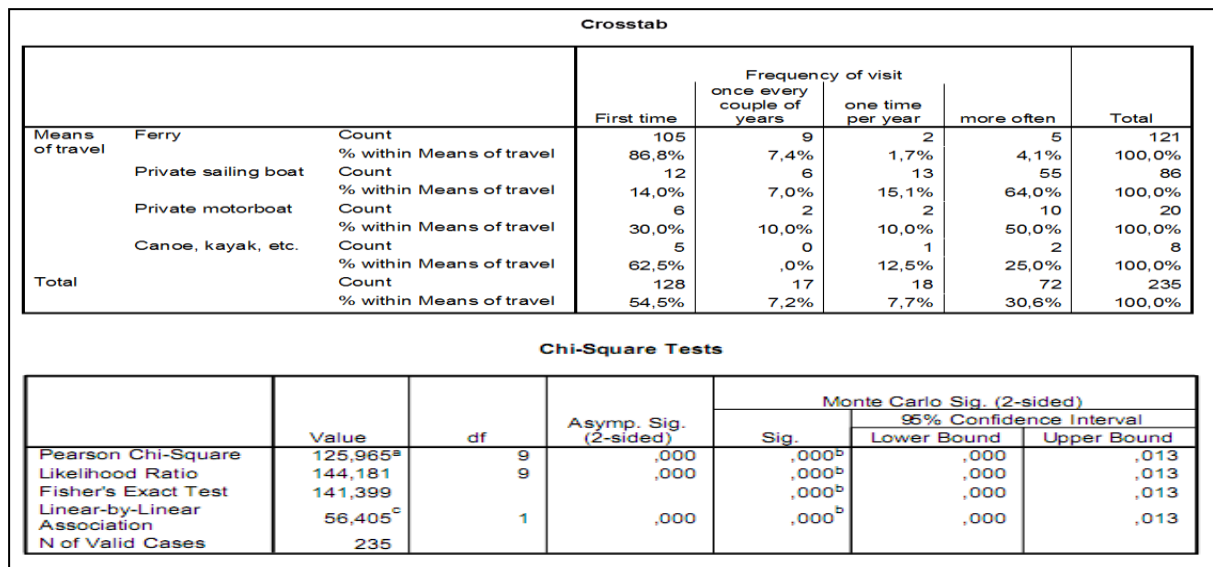 Crosstab
Frequency of visit
First time once every couple of years one time per year more often Total
Means of travel Ferry Count 105 9 2 5 121
% within Means of travel 86,8% 7,4% 1,7% 4,1% 100,0%
Private sailing boat Count 12 6 13 55 86
% within Means of travel 14,0% 7,0% 15,1% 64,0% 100,0%
Private motorboat Count 6 2 2 10 20
% within Means of travel 30,0% 10,0% 10,0% 50,0% 100,0%
Canoe, kayak, etc. Count 5 0 1 2 8
% within Means of travel 62,5% ,0% 12,5% 25,0% 100,0%
Total Count 128 17 18 72 235
% within Means of travel 54,5% 7,2% 7,7% 30,6% 100,0%
Chi-Square Tests
Monte Carlo Sig. (2-sided)
95% Confidence Interval
Value df Asymp. Sig. (2-sided) Sig. Lower Bound Upper Bound
Pearson Chi-Square 125,965a 9 ,000 ,000b ,000 ,013
Likelihood Ratio 144,181 9 ,000 ,000b ,000 ,013
Fisher's Exact Test 141,399 ,000b ,000 ,013
Linear-by-Linear Association 56,405c 1 ,000 ,000b ,000 ,013
N of Valid Cases 235